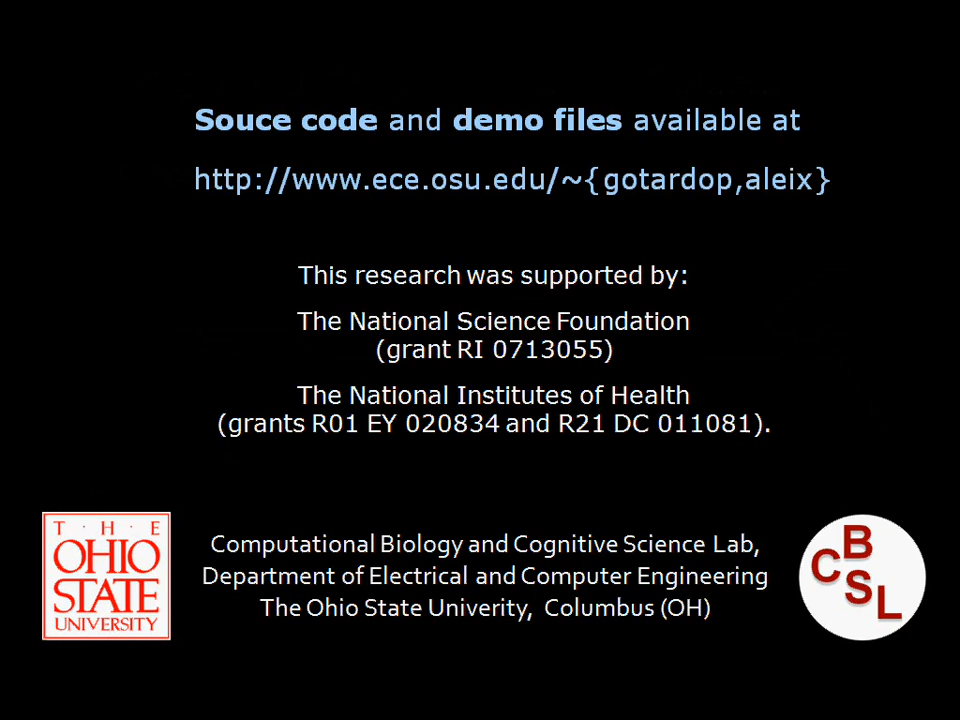 Souce code and demo files available at
http://www.ece.osu.edu/~{gotardop,aleix}
This research was supported by:
The National Science Foundation
(grant RI 0713055)
The National Institutes of Health
(grants R01 EY 020834 and R21 DC 011081).
T · H · E
OHIO
STATE
UNIVERSITY
Computational Biology and Cognitive Science Lab,
Department of Electrical and Computer Engineering
The Ohio State Univerity, Columbus (OH)
CBSL